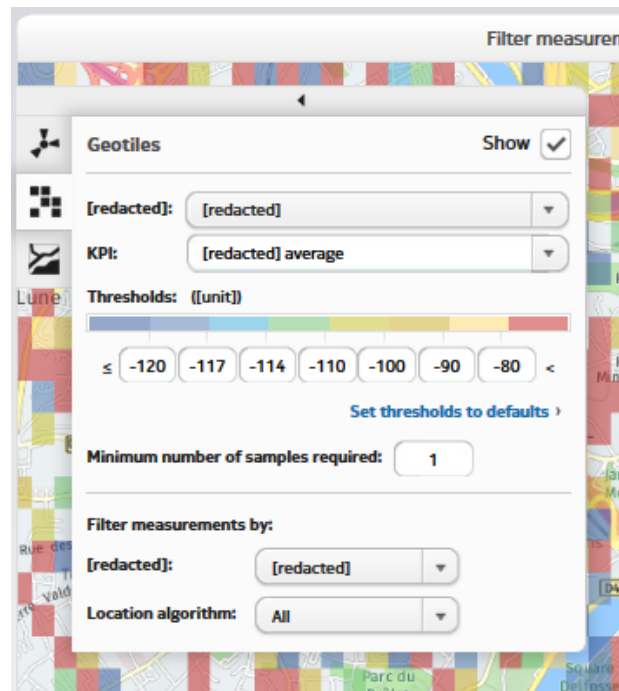 Filter measuremen
Geotiles
Show
[redacted]:
[redacted]
KPI:
[redacted] average
Lune
Thresholds: ([unit])
≤ -120 -117 -114 -110 -100 -90 -80 <
Set thresholds to defaults ›
Minimum number of samples required: 1
Filter measurements by:
Rue des
[redacted]:
[redacted]
Location algorithm:
All
Parc du
Square
Delfosse